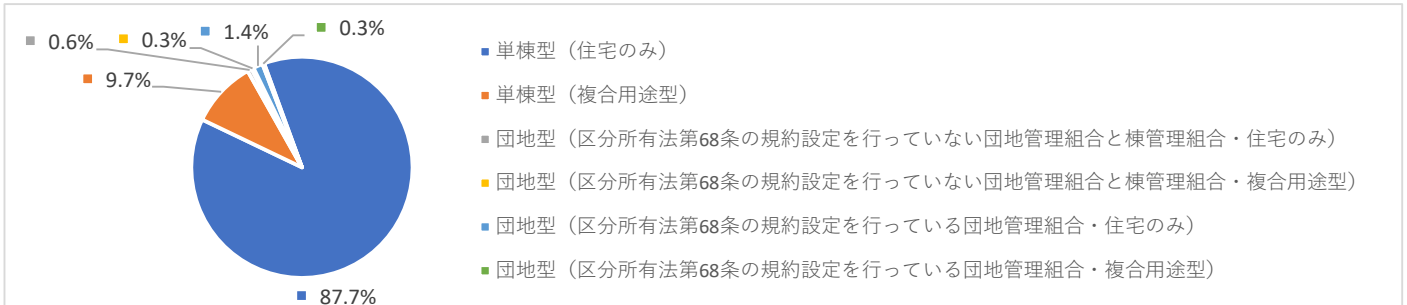 0.6%
0.3%
1.4%
0.3%
9.7%
87.7%
単棟型（住宅のみ）
単棟型（複合用途型）
団地型（区分所有法第68条の規約設定を行っていない団地管理組合と棟管理組合・住宅のみ）
団地型（区分所有法第68条の規約設定を行っていない団地管理組合と棟管理組合・複合用途型）
団地型（区分所有法第68条の規約設定を行っている団地管理組合・住宅のみ）
団地型（区分所有法第68条の規約設定を行っている団地管理組合・複合用途型）